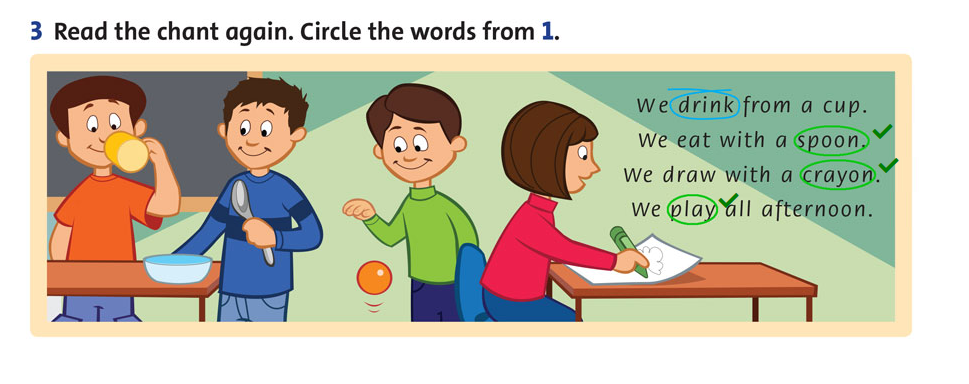 3 Read the chant again. Circle the words from 1.
We drink from a cup.
We eat with a spoon.
We draw with a crayon.
We play all afternoon.